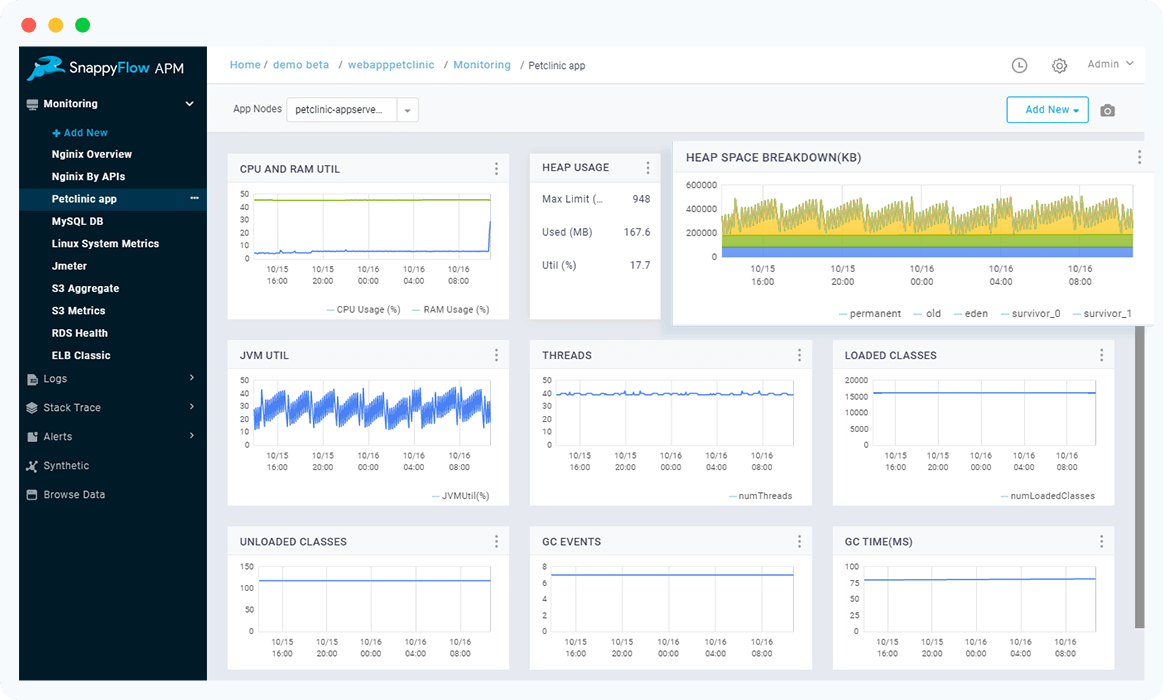 SnappyFlow APM
Home / demo beta / webapppetclinic / Monitoring / Petclinic app
Admin
Monitoring
+ Add New
Nginix Overview
Nginix By APIs
Petclinic app
MySQL DB
Linux System Metrics
Jmeter
S3 Aggregate
S3 Metrics
RDS Health
ELB Classic
Logs
Stack Trace
Alerts
Synthetic
Browse Data
App Nodes petclinic-appserve...
Add New
CPU AND RAM UTIL
50
40
30
20
10
0
10/15 10/15 10/16 10/16 10/16
16:00 20:00 00:00 04:00 08:00
CPU Usage (%) RAM Usage (%)
HEAP USAGE
Max Limit (... 948
Used (MB) 167.6
Util (%) 17.7
HEAP SPACE BREAKDOWN(KB)
600000
400000
200000
0
10/15 10/15 10/16 10/16 10/16
16:00 20:00 00:00 04:00 08:00
permanent old eden survivor_0 survivor_1
JVM UTIL
50
40
30
20
10
0
10/15 10/15 10/16 10/16 10/16
16:00 20:00 00:00 04:00 08:00
JVMUtil(%)
THREADS
50
40
30
20
10
0
10/15 10/15 10/16 10/16 10/16
16:00 20:00 00:00 04:00 08:00
numThreads
LOADED CLASSES
20000
15000
10000
5000
0
10/15 10/15 10/16 10/16 10/16
16:00 20:00 00:00 04:00 08:00
numLoadedClasses
UNLOADED CLASSES
150
100
50
0
10/15 10/15 10/16 10/16 10/16
16:00 20:00 00:00 04:00 08:00
GC EVENTS
8
6
4
2
0
10/15 10/15 10/16 10/16 10/16
16:00 20:00 00:00 04:00 08:00
GC TIME(MS)
100
75
50
25
0
10/15 10/15 10/16 10/16 10/16
16:00 20:00 00:00 04:00 08:00